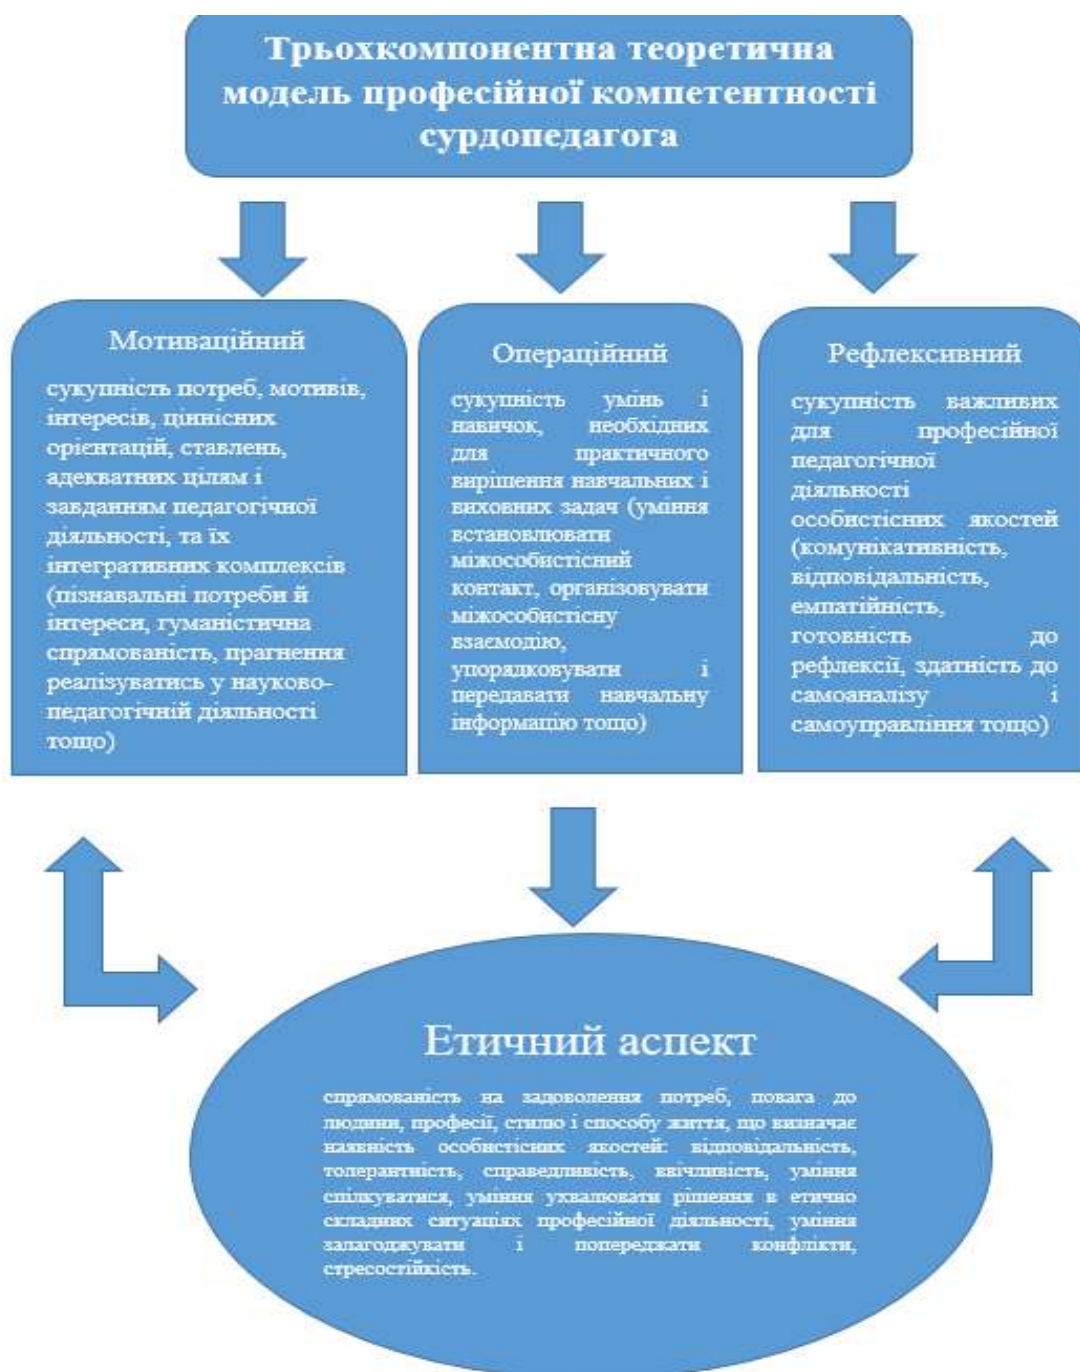 Трьохкомпонентна теоретична
модель професійної компетентності
сурдопедагога
Мотиваційний
сукупність потреб, мотивів,
інтересів, ціннісних
орієнтацій, ставлень,
адекватних цілям і
завданням педагогічної
діяльності, та їх
інтегративних комплексів
(пізнавальні потреби й
інтереси, гуманістична
спрямованість, прагнення
реалізуватись у науково-
педагогічній діяльності
тощо)
Операційний
сукупність умінь і
навичок, необхідних
для практичного
вирішення навчальних і
виховних задач (уміння
встановлювати
міжособистісний
контакт, організовувати
міжособистісну
взаємодію,
упорядковувати і
передавати навчальну
інформацію тощо)
Рефлексивний
сукупність важливих
для професійної
педагогічної
діяльності
особистісних якостей
(комунікативність,
відповідальність,
емпатійність,
готовність до
рефлексії, здатність до
самоаналізу і
самоуправління тощо)
Етичний аспект
спрямованість на задоволення потреб, повага до
людини, професії, стилю і способу життя, що визначає
наявність особистісних якостей: відповідальність,
толерантність, справедливість, ввічливість, уміння
спілкуватися, уміння ухвалювати рішення в етично
складних ситуаціях професійної діяльності, уміння
залагоджувати і попереджати конфлікти,
стресостійкість.